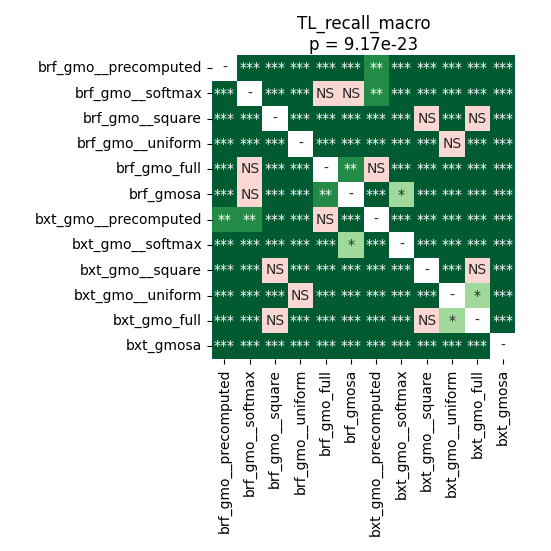 TL_recall_macro
p = 9.17e-23
brf_gmo__precomputed - *** *** *** *** *** ** *** *** *** *** ***
brf_gmo__softmax *** - *** *** NS NS ** *** *** *** *** ***
brf_gmo__square *** *** - *** *** *** *** *** NS *** NS ***
brf_gmo__uniform *** *** *** - *** *** *** *** *** NS *** ***
brf_gmo_full *** NS *** *** - ** NS *** *** *** *** ***
brf_gmosa *** NS *** *** ** - *** * *** *** *** ***
bxt_gmo__precomputed ** ** *** *** NS *** - *** *** *** *** ***
bxt_gmo__softmax *** *** *** *** *** * *** - *** *** *** ***
bxt_gmo__square *** *** NS *** *** *** *** *** - *** NS ***
bxt_gmo__uniform *** *** *** NS *** *** *** *** *** - * ***
bxt_gmo_full *** *** NS *** *** *** *** *** NS * - ***
bxt_gmosa *** *** *** *** *** *** *** *** *** *** *** -
brf_gmo__precomputed
brf_gmo__softmax
brf_gmo__square
brf_gmo__uniform
brf_gmo_full
brf_gmosa
bxt_gmo__precomputed
bxt_gmo__softmax
bxt_gmo__square
bxt_gmo__uniform
bxt_gmo_full
bxt_gmosa